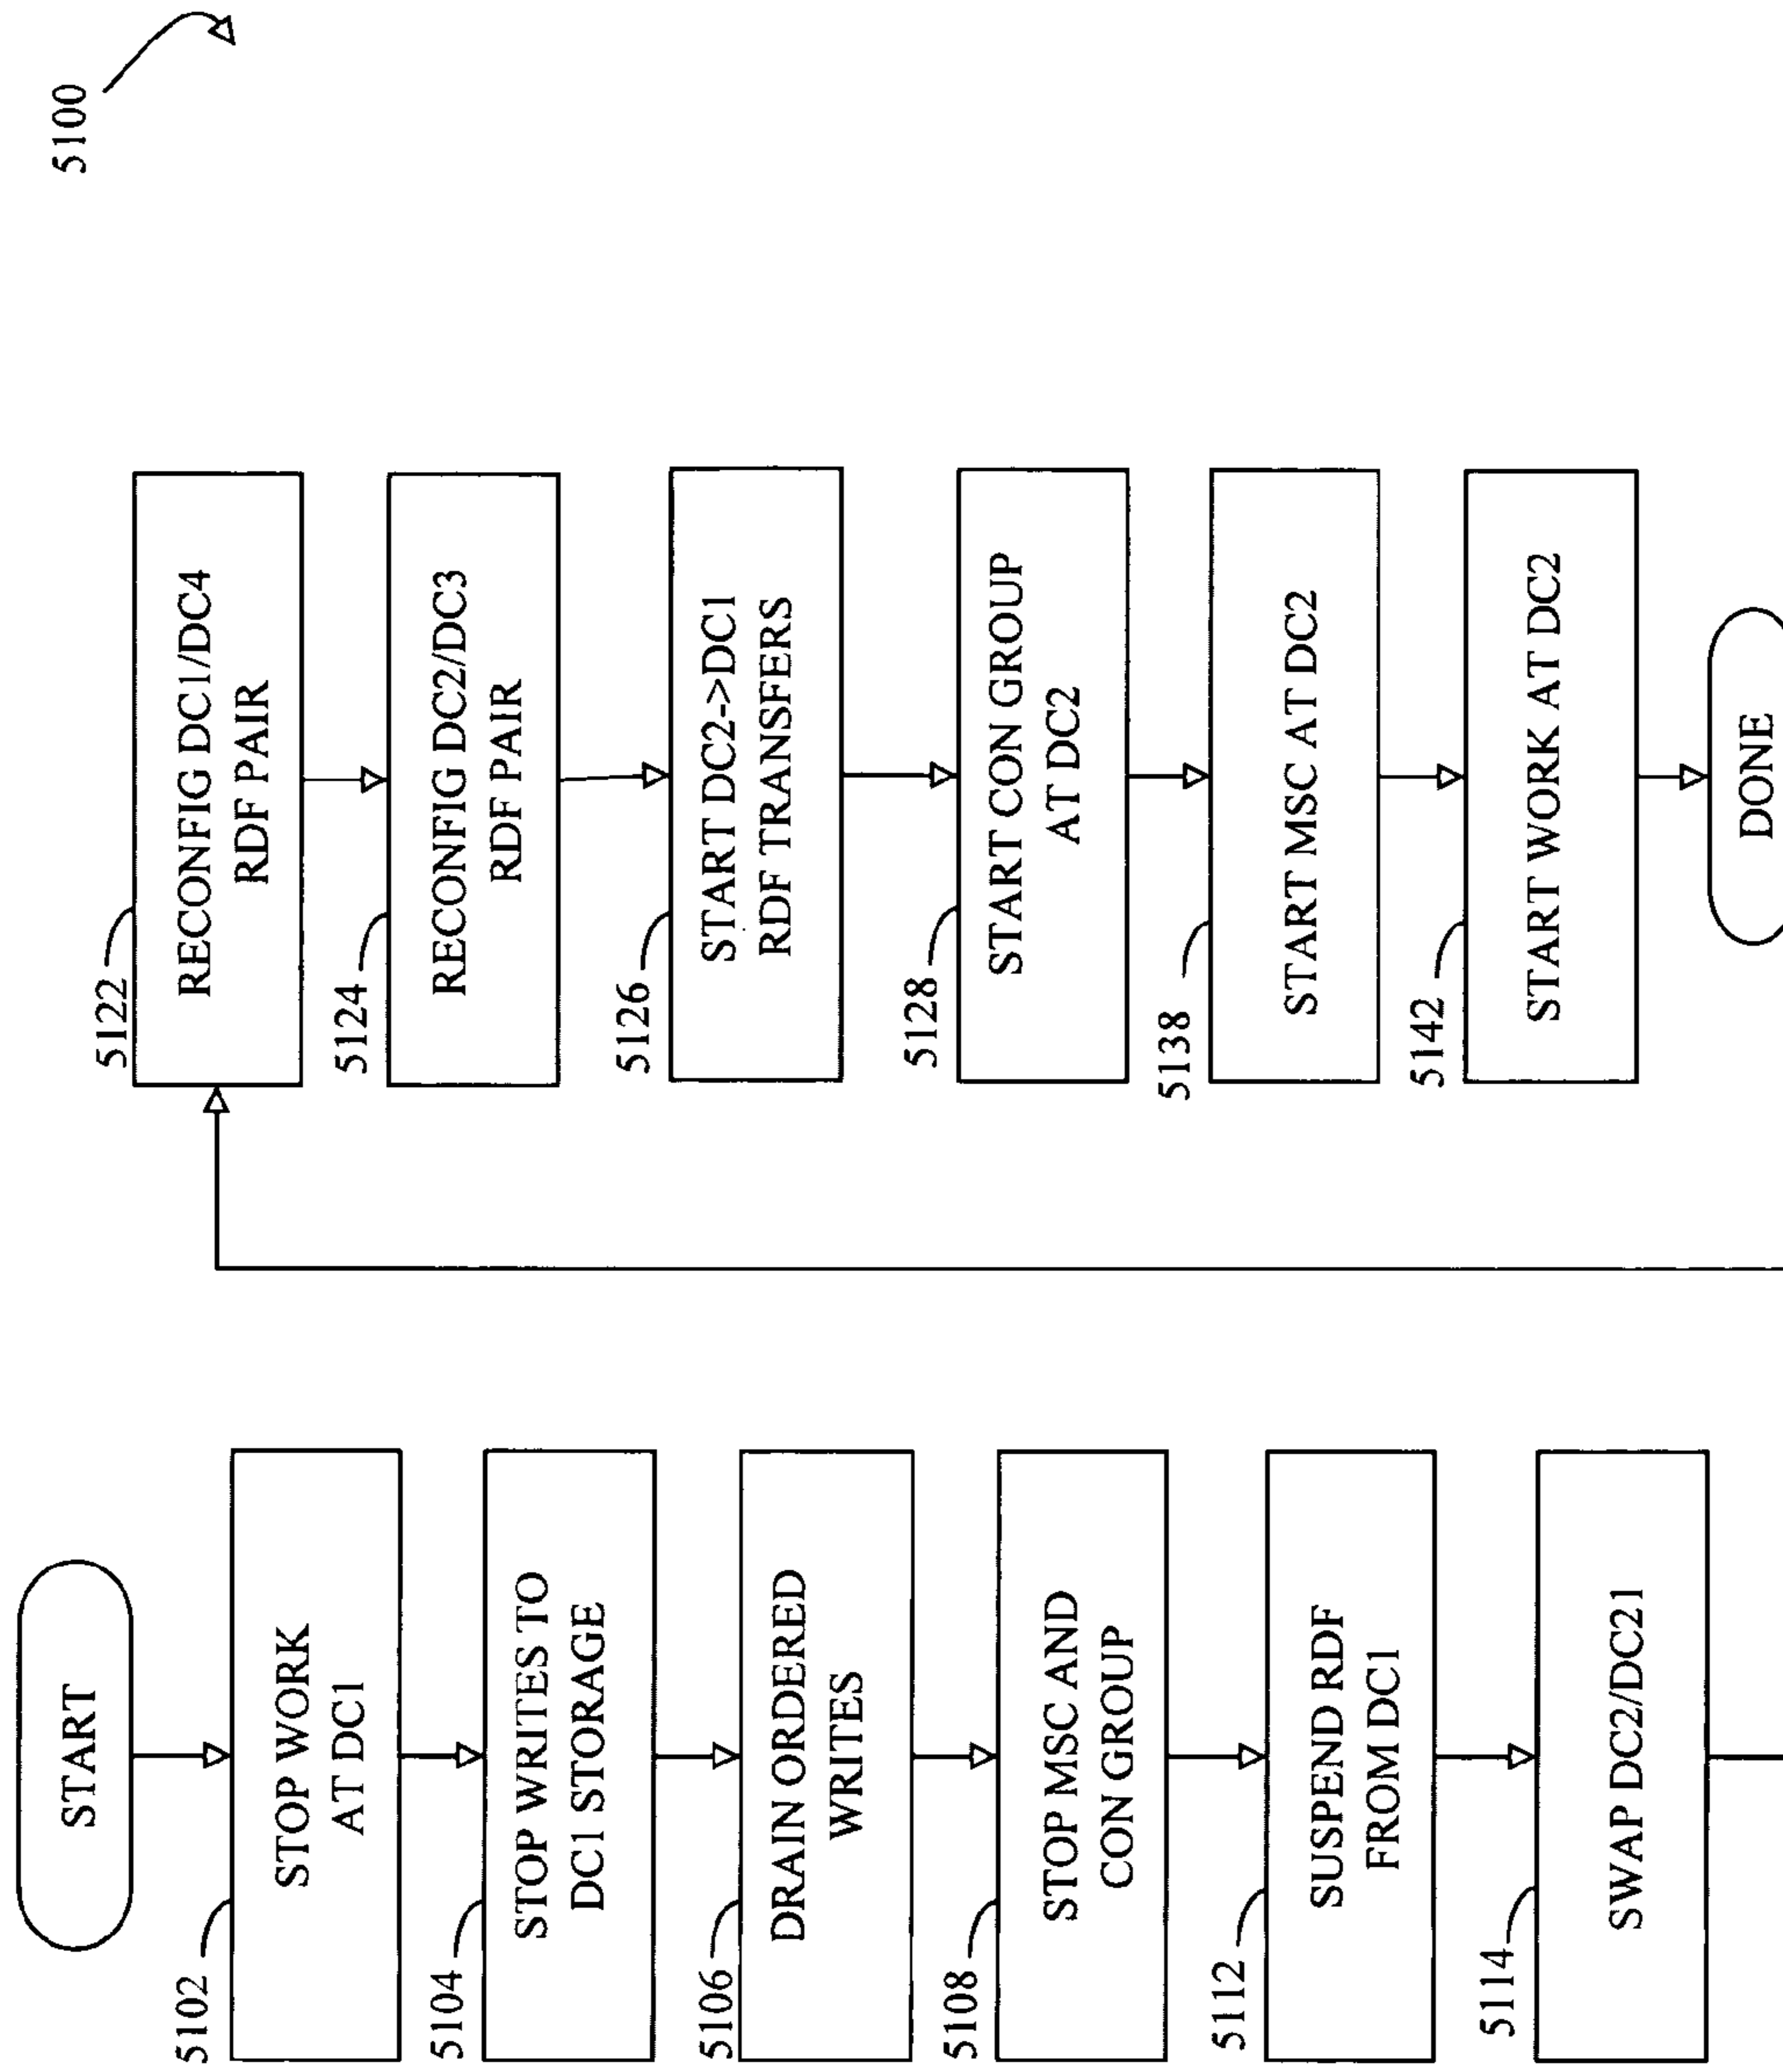 5100
START
5102
STOP WORK
AT DC1
5104
STOP WRITES TO
DC1 STORAGE
5106
DRAIN ORDERED
WRITES
5108
STOP MSC AND
CON GROUP
5112
SUSPEND RDF
FROM DC1
5114
SWAP DC2/DC21
5122
RECONFIG DC1/DC4
RDF PAIR
5124
RECONFIG DC2/DC3
RDF PAIR
5126
START DC2->DC1
RDF TRANSFERS
5128
START CON GROUP
AT DC2
5138
START MSC AT DC2
5142
START WORK AT DC2
DONE